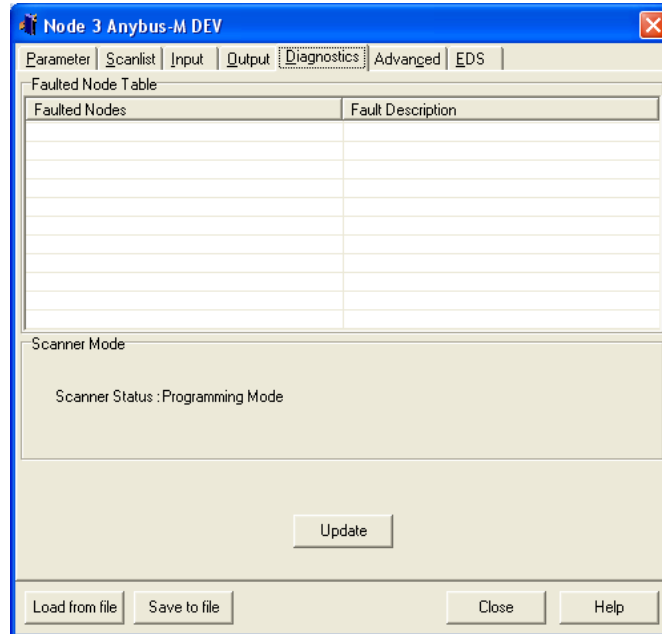 Node 3 Anybus-M DEV
Parameter Scanlist Input Output Diagnostics Advanced EDS
Faulted Node Table
Faulted Nodes Fault Description
Scanner Mode
Scanner Status : Programming Mode
Update
Load from file Save to file Close Help